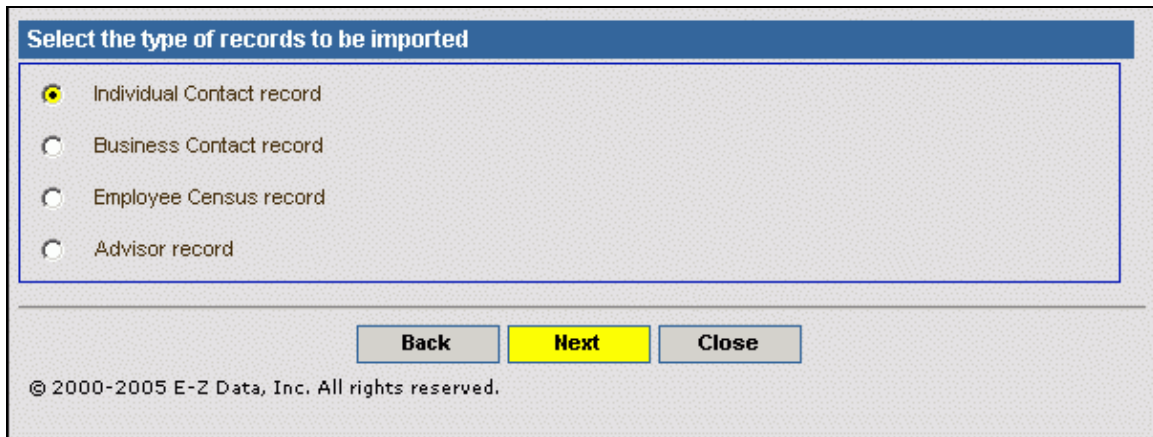 Select the type of records to be imported
Individual Contact record
Business Contact record
Employee Census record
Advisor record
Back Next Close
© 2000-2005 E-Z Data, Inc. All rights reserved.